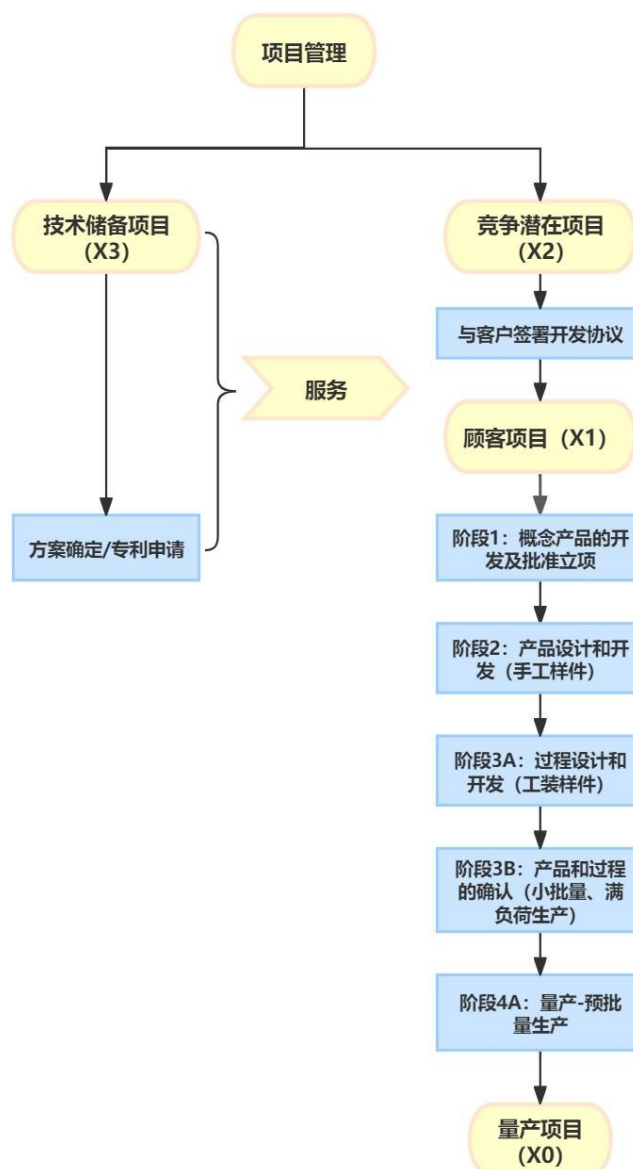 项目管理
技术储备项目
（X3）
竞争潜在项目
（X2）
与客户签署开发协议
服务
顾客项目（X1）
方案确定/专利申请
阶段1：概念产品的开
发及批准立项
阶段2：产品设计和开
发（手工样件）
阶段3A：过程设计和
开发（工装样件）
阶段3B：产品和过程
的确认（小批量、满
负荷生产）
阶段4A：量产-预批
量生产
量产项目
（X0）